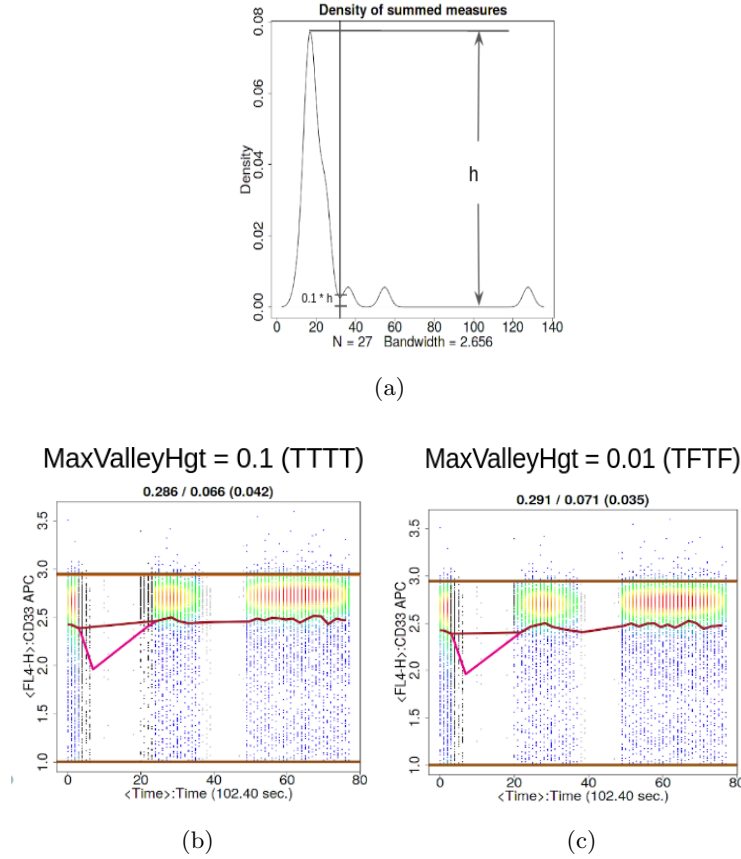 Density of summed measures
Density
0.00 0.02 0.04 0.06 0.08
h
0.1 * h
0 20 40 60 80 100 120 140
N = 27 Bandwidth = 2.656
(a)
MaxValleyHgt = 0.1 (TTTT)
0.286 / 0.066 (0.042)
<FL4-H>:CD33 APC
1.0 1.5 2.0 2.5 3.0 3.5
0 20 40 60 80
<Time>:Time (102.40 sec.)
(b)
MaxValleyHgt = 0.01 (TFTF)
0.291 / 0.071 (0.035)
<FL4-H>:CD33 APC
1.0 1.5 2.0 2.5 3.0 3.5
0 20 40 60 80
<Time>:Time (102.40 sec.)
(c)